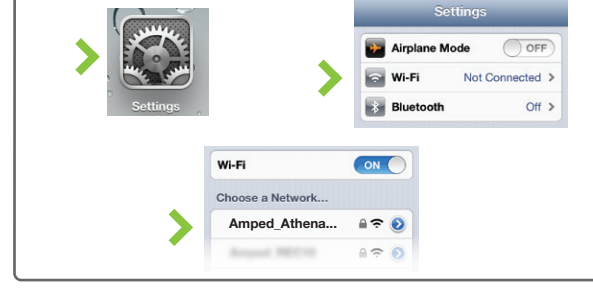 Settings
Settings
Airplane Mode OFF
Wi-Fi Not Connected
Bluetooth Off
Wi-Fi ON
Choose a Network...
Amped_Athena...